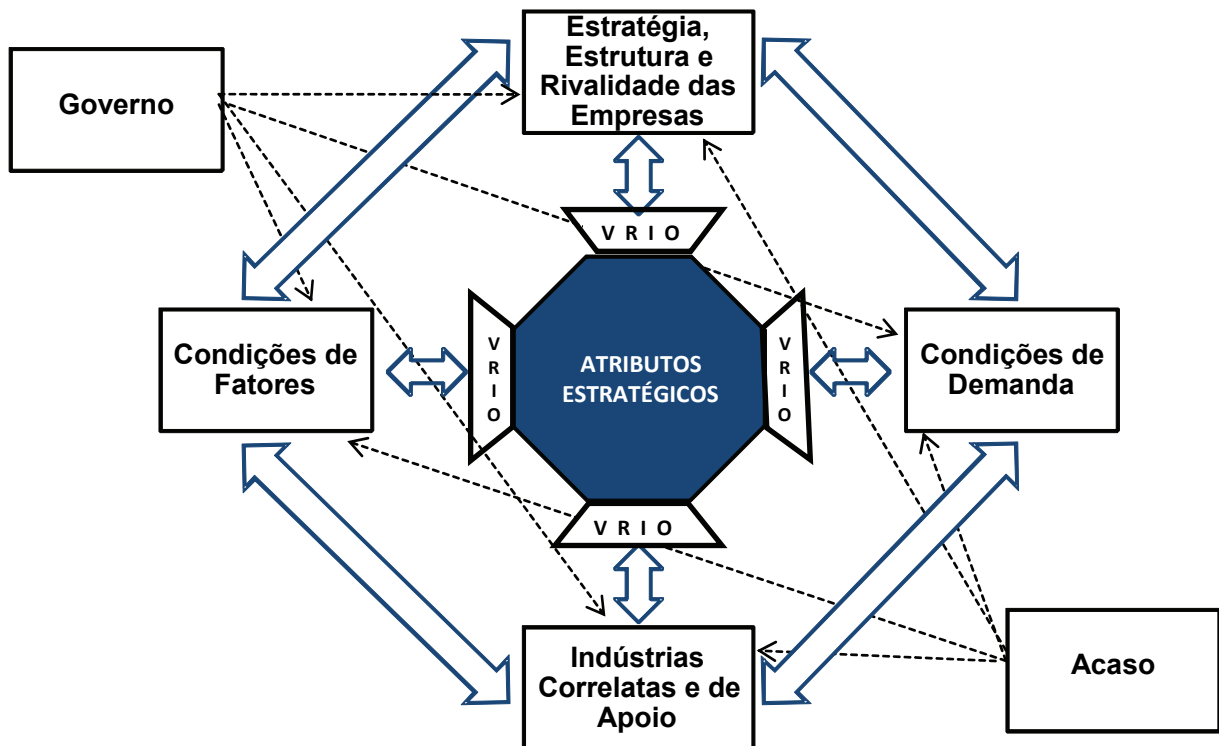 Estratégia,
Estrutura e
Rivalidade das
Empresas
Governo
V R I O
Condições de
Fatores
V
R
I
O
ATRIBUTOS
ESTRATÉGICOS
V
R
I
O
Condições de
Demanda
V R I O
Indústrias
Correlatas e de
Apoio
Acaso